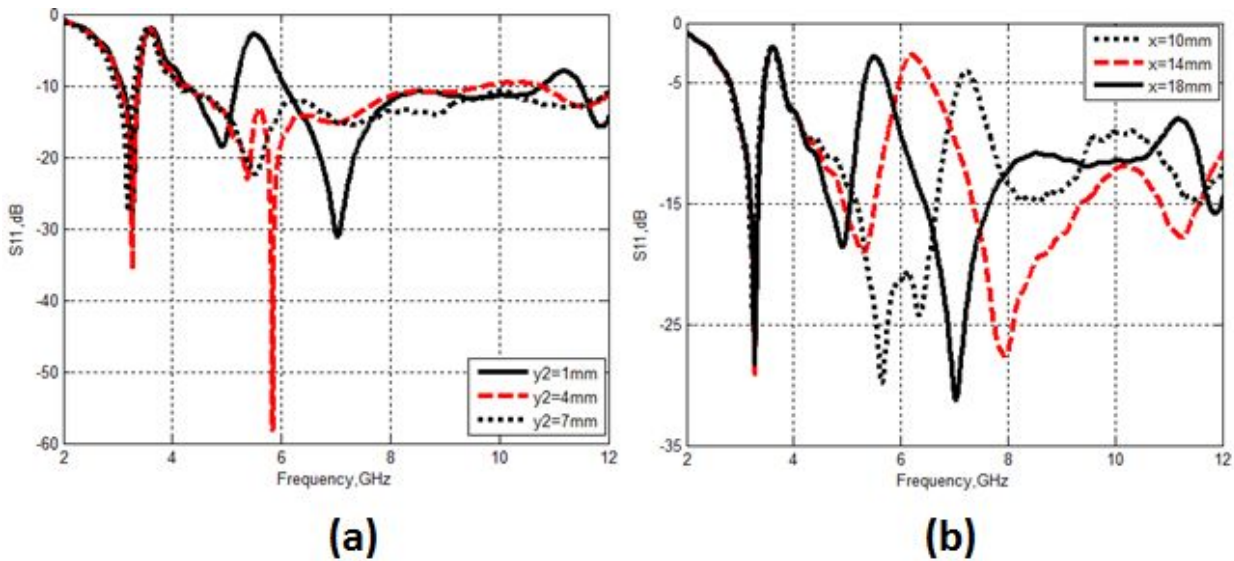 0
-10
-20
-30
-40
-50
-60
S11,dB
2 4 6 8 10 12
Frequency,GHz
y2=1mm
y2=4mm
y2=7mm
(a)
0
-5
-15
-25
-35
S11,dB
2 4 6 8 10 12
Frequency,GHz
x=10mm
x=14mm
x=18mm
(b)